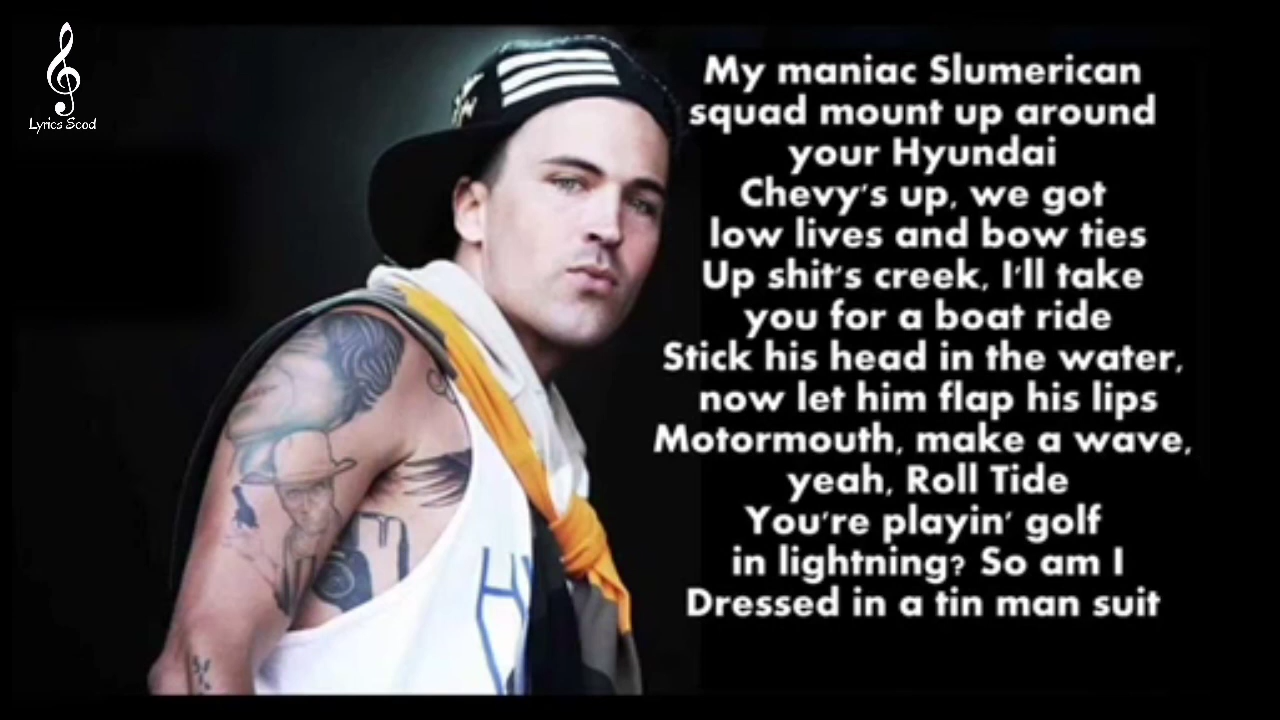 Lyrics Scod
My maniac Slumerican
squad mount up around
your Hyundai
Chevy's up, we got
low lives and bow ties
Up shit's creek, I'll take
you for a boat ride
Stick his head in the water,
now let him flap his lips
Motormouth, make a wave,
yeah, Roll Tide
You're playin' golf
in lightning? So am I
Dressed in a tin man suit